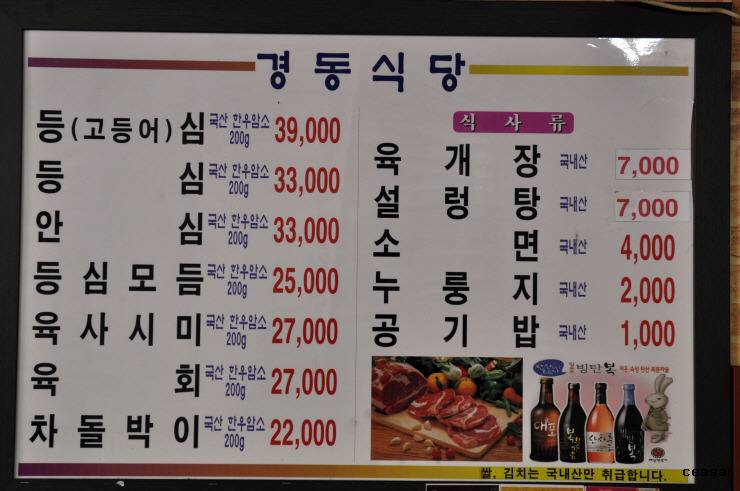 경동식당
등(고등어)심 국산 한우암소 200g 39,000
등심 국산 한우암소 200g 33,000
안심 국산 한우암소 200g 33,000
등심모듬 국산 한우암소 200g 25,000
육사시미 국산 한우암소 200g 27,000
육회 국산 한우암소 200g 27,000
차돌박이 국산 한우암소 200g 22,000
식사류
육개장 국내산 7,000
설렁탕 국내산 7,000
소면 국내산 4,000
누룽지 국내산 2,000
공기밥 국내산 1,000
빙탄복
대포
쌀, 김치는 국내산만 취급합니다.
ceasar